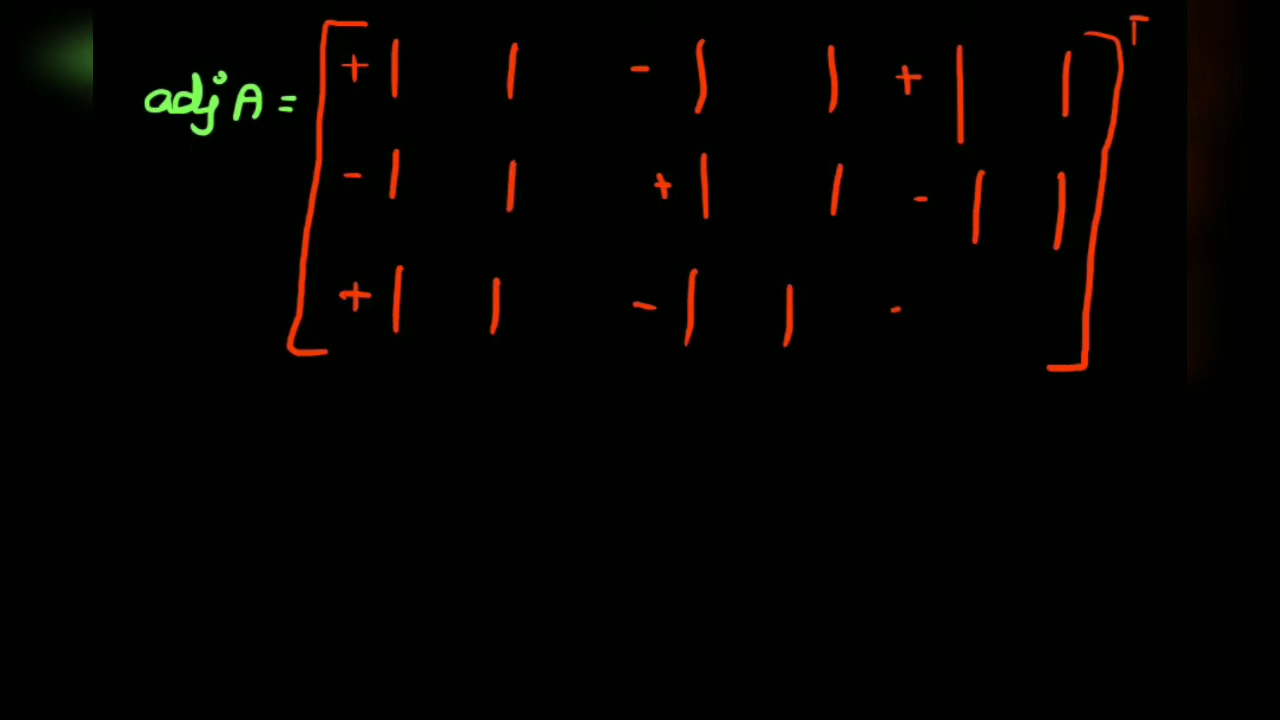 adj A = [ + | | - | | + | | ]ᵀ
- | | + | | - | |
+ | | - | | -